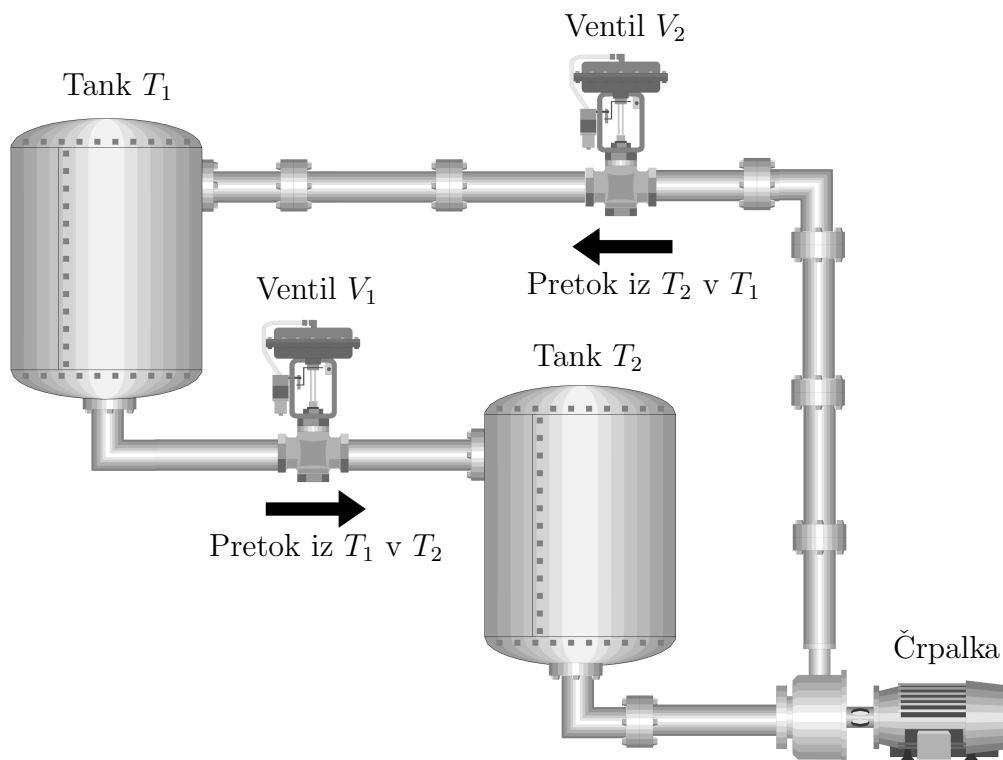 Ventil V₂
Tank T₁
Pretok iz T₂ v T₁
Ventil V₁
Tank T₂
Pretok iz T₁ v T₂
Črpalka